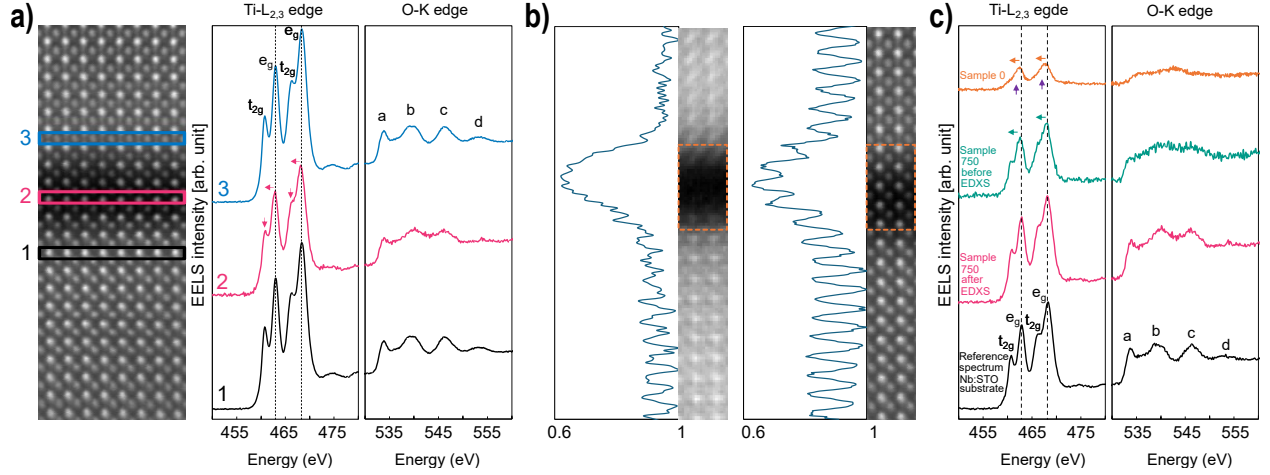 a)
Ti-L2,3 edge
O-K edge
3
2
1
EELS intensity [arb. unit]
eg
t2g
t2g
eg
a
b
c
d
3
2
1
455
465
475
535
545
555
Energy (eV)
Energy (eV)
b)
0.6
1
0.6
1
c)
Ti-L2,3 egde
O-K edge
EELS intensity [arb. unit]
Sample 0
Sample
750
before
EDXS
Sample
750
after
EDXS
eg
t2g
t2g
eg
Reference
spectrum
Nb:STO
substrate
a
b
c
d
455
465
475
535
545
555
Energy (eV)
Energy (eV)